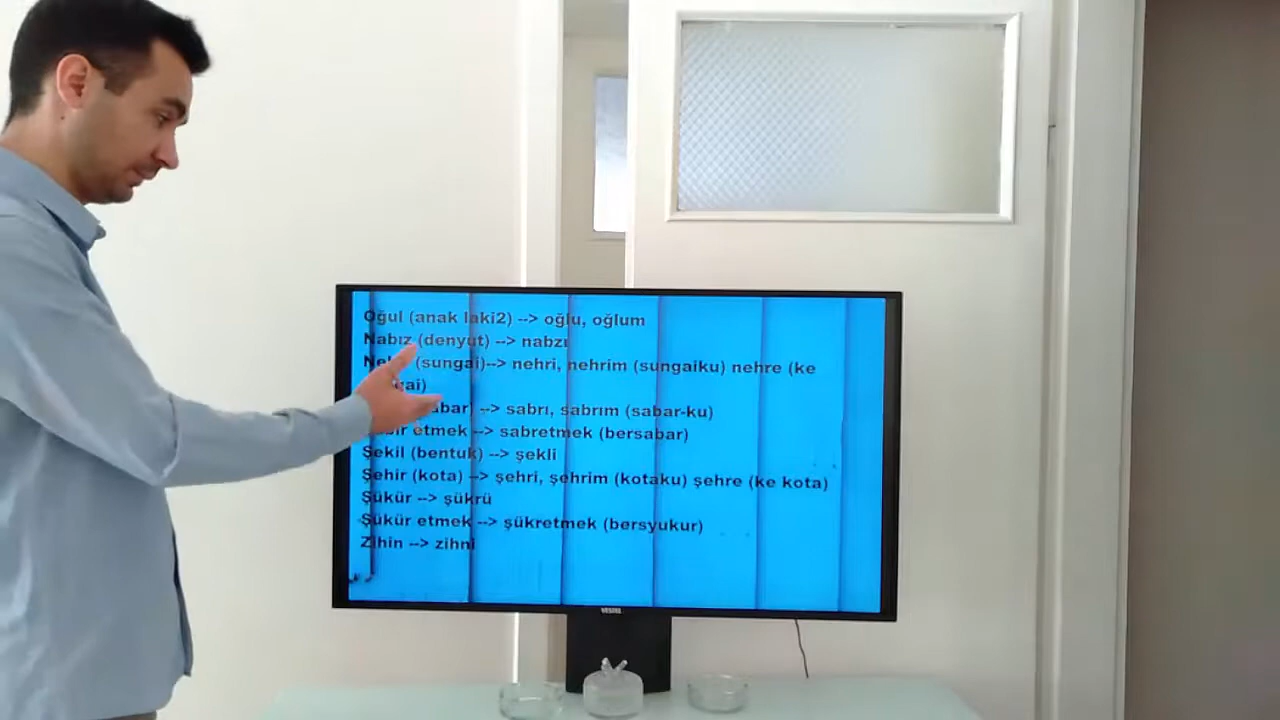 Oğul (anak laki2) --> oğlu, oğlum
Nabız (denyut) --> nabzı
(sungai)--> nehri, nehrim (sungaiku) nehre (ke
--> sabrı, sabrım (sabar-ku)
etmek --> sabretmek (bersabar)
Şekil (bentuk) --> şekli
Şehir (kota) --> şehri, şehrim (kotaku) şehre (ke kota)
Şükür --> şükrü
Şükür etmek --> şükretmek (bersyukur)
Zihin --> zihni
VESTEL